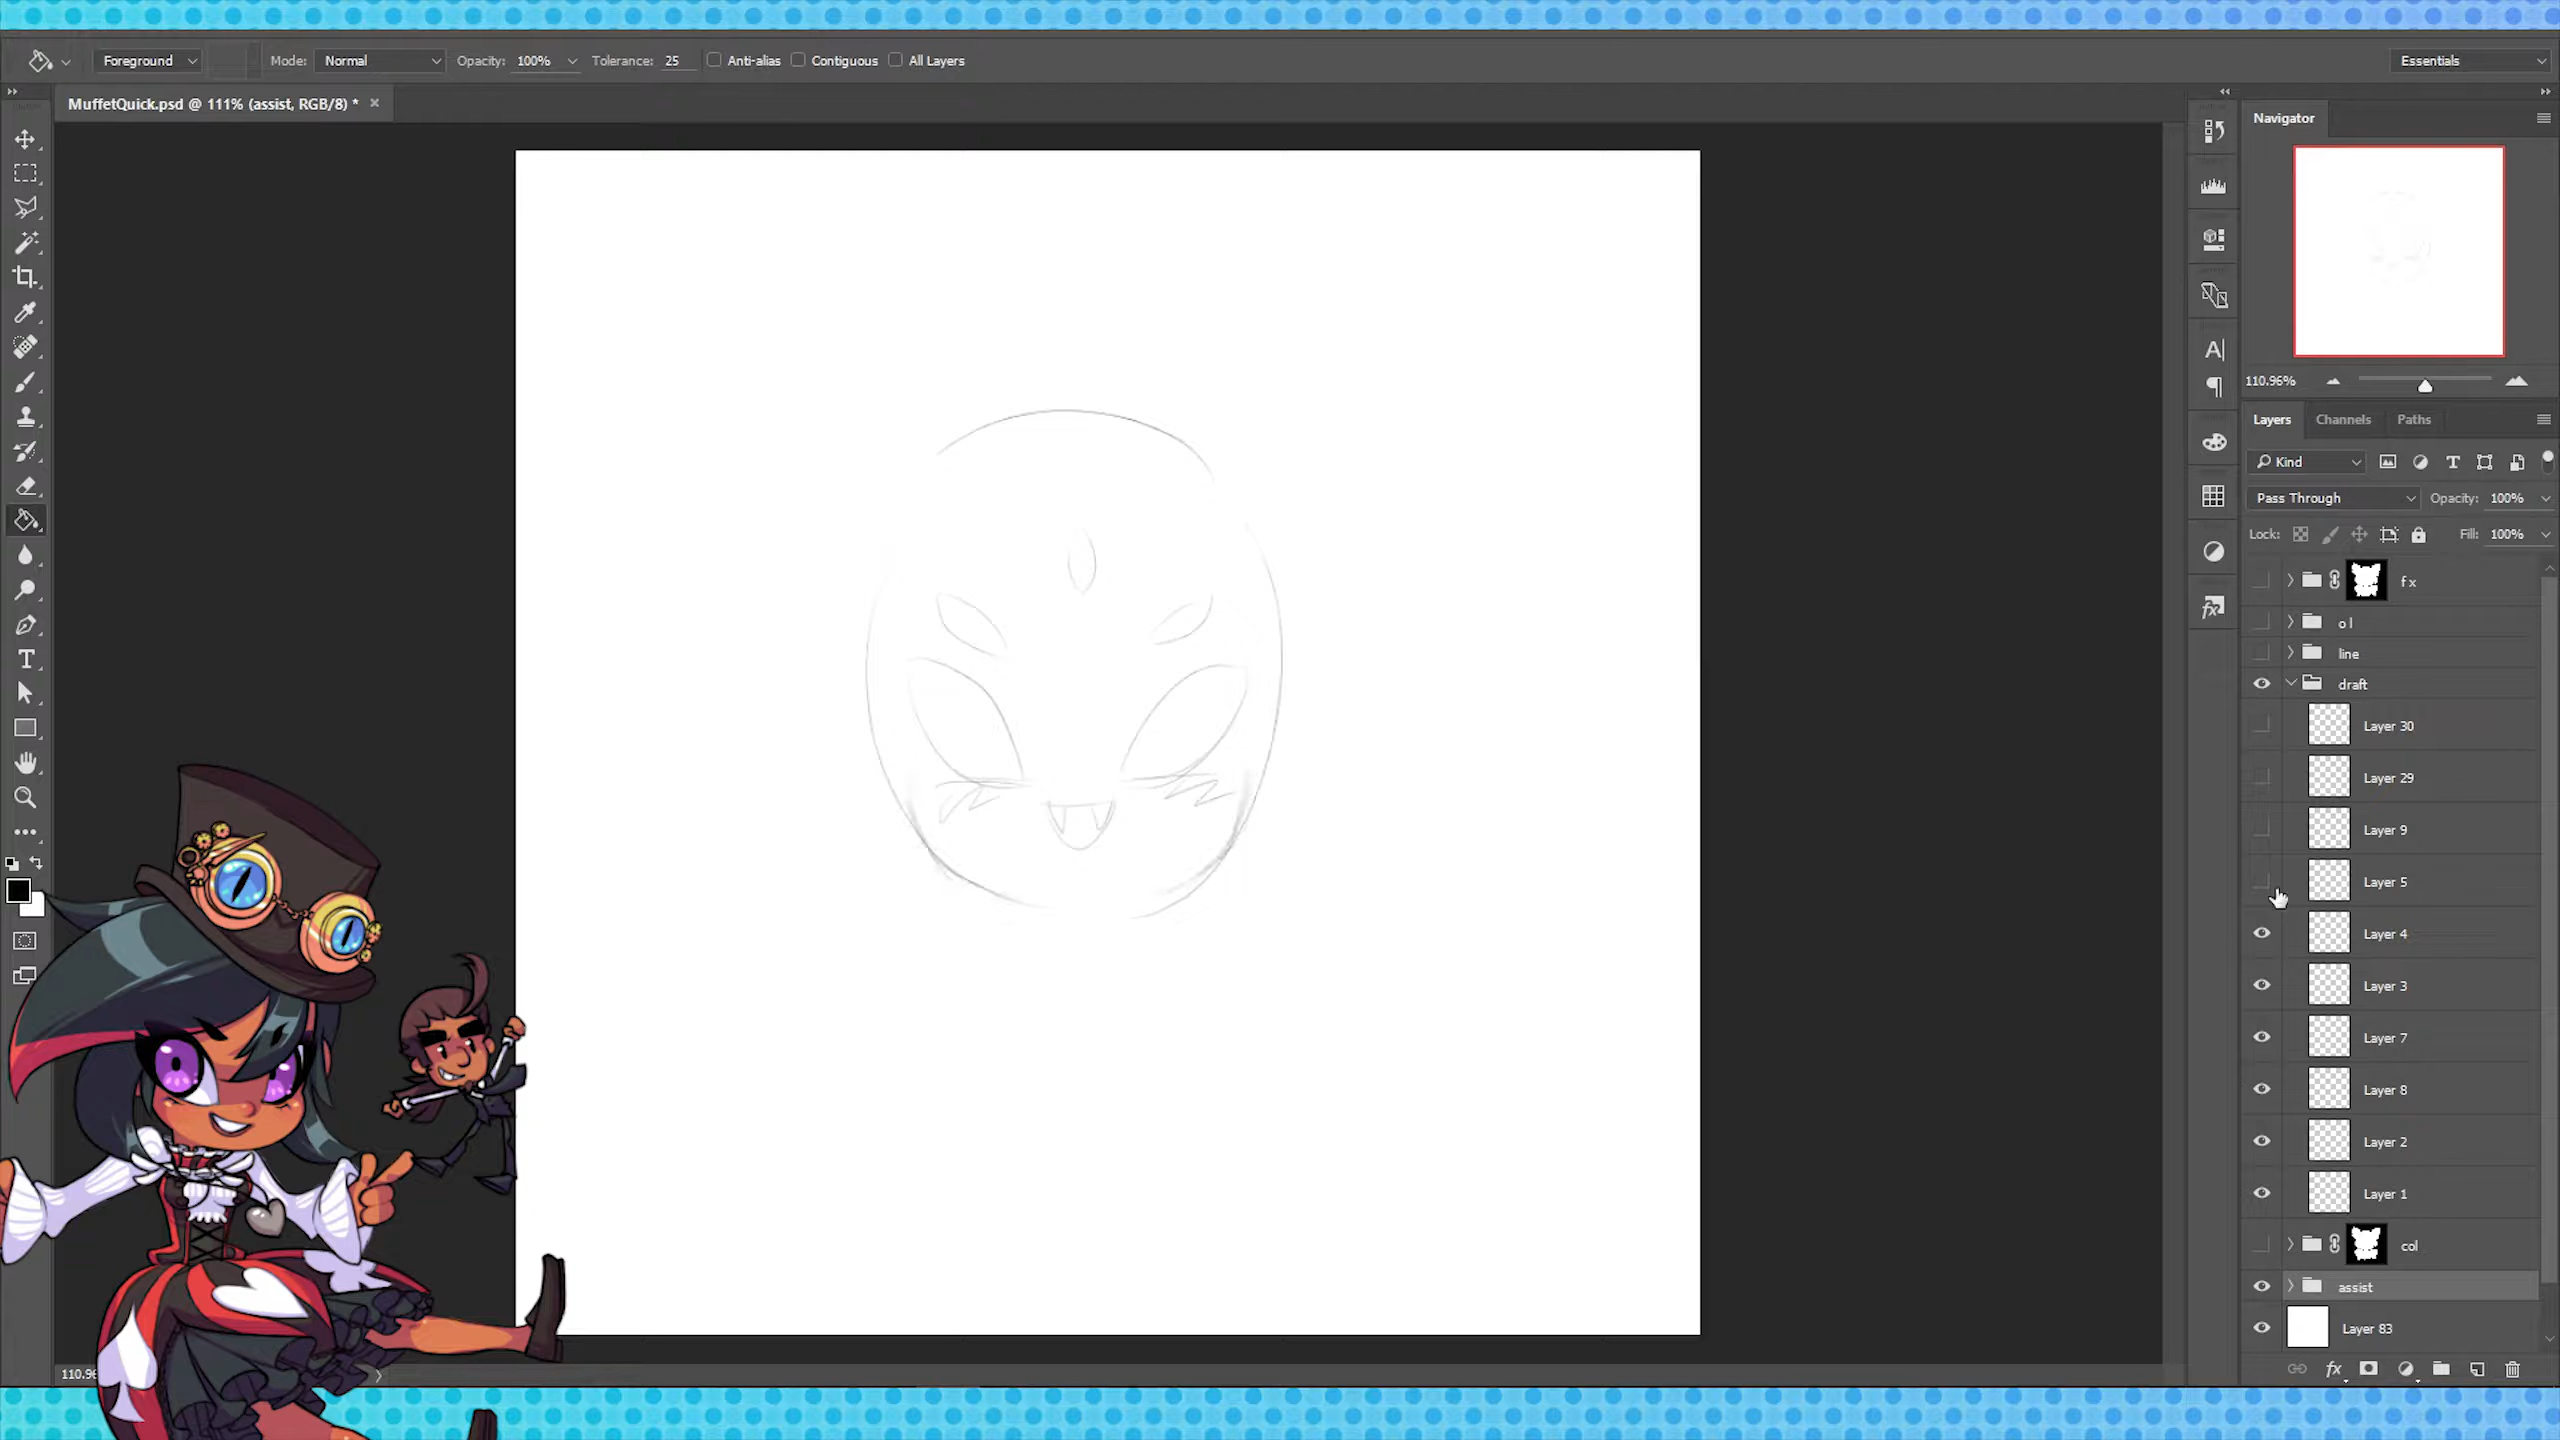 Foreground Mode: Normal Opacity: 100% Tolerance: 25 Anti-alias Contiguous All Layers Essentials
MuffetQuick.psd @ 111% (assist, RGB/8) *
Navigator
110.96%
Layers Channels Paths
Kind
Pass Through Opacity: 100%
Lock: Fill: 100%
fx
ol
line
draft
Layer 30
Layer 29
Layer 9
Layer 5
Layer 4
Layer 3
Layer 7
Layer 8
Layer 2
Layer 1
col
assist
Layer 83